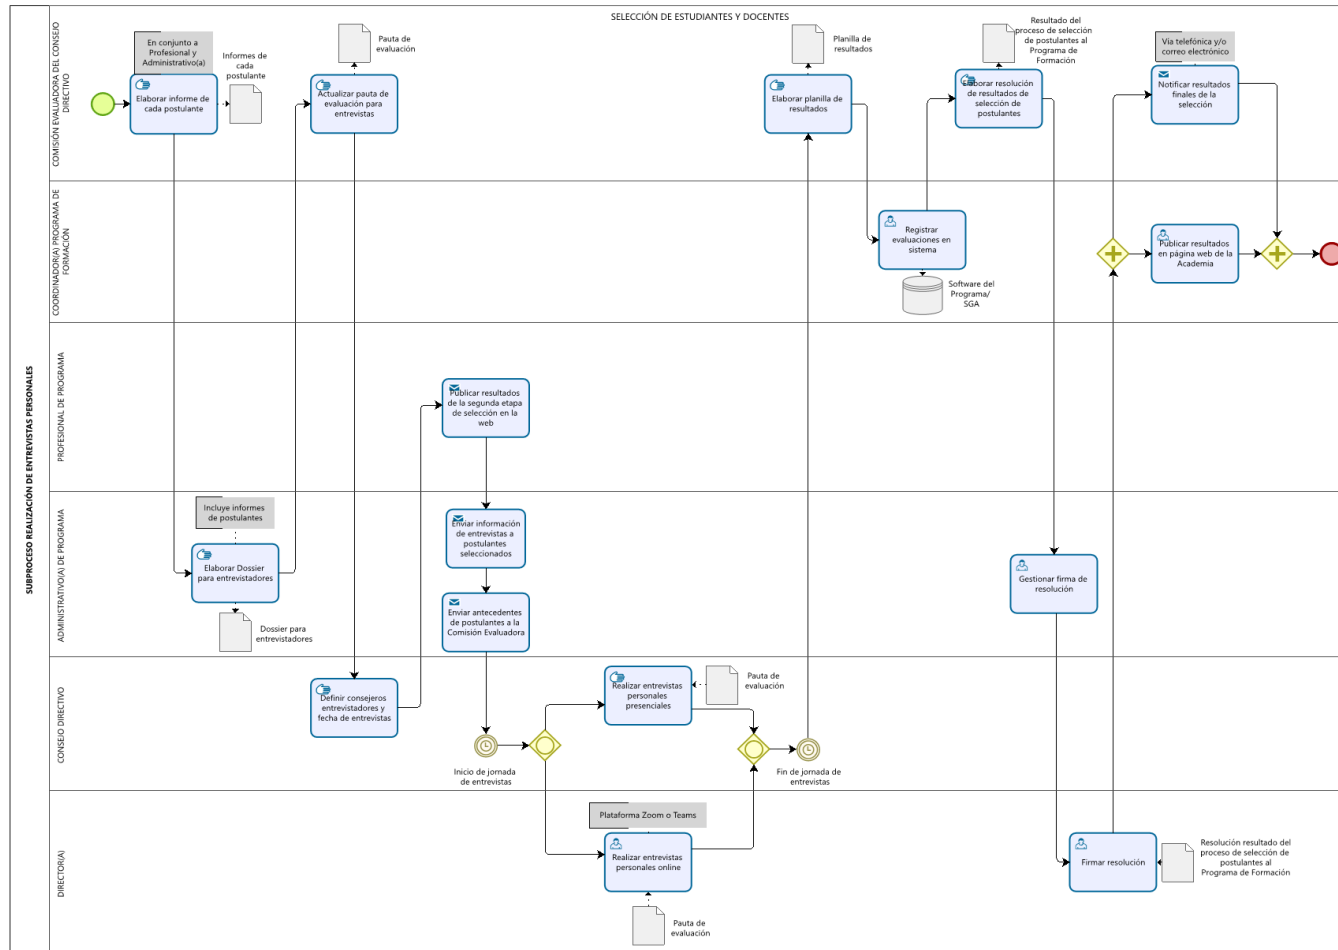 SELECCIÓN DE ESTUDIANTES Y DOCENTES
SUBPROCESO REALIZACIÓN DE ENTREVISTAS PERSONALES
COMISIÓN EVALUADORA DEL CONSEJO
DIRECTIVO
En conjunto a
Profesional y
Administrativo(a)
Elaborar informe de
cada postulante
Informes de
cada
postulante
Pauta de
evaluación
Actualizar pauta de
evaluación para
entrevistas
Planilla de
resultados
Elaborar planilla de
resultados
Resultado del
proceso de selección
de postulantes al
Programa de
Formación
Elaborar resolución
de resultados de
selección de
postulantes
Vía telefónica y/o
correo electrónico
Notificar resultados
finales de la
selección
COORDINADOR(A) PROGRAMA DE
FORMACIÓN
Registrar
evaluaciones en
sistema
Software del
Programa/
SGA
Publicar resultados
en página web de la
Academia
PROFESIONAL DE PROGRAMA
Publicar resultados
de la segunda etapa
de selección en la
web
ADMINISTRATIVO(A) DE PROGRAMA
Incluye informes
de postulantes
Elaborar Dossier
para entrevistadores
Dossier para
entrevistadores
Enviar información
de entrevistas a
postulantes
seleccionados
Enviar antecedentes
de postulantes a la
Comisión Evaluadora
Gestionar firma de
resolución
CONSEJO DIRECTIVO
Definir consejeros
entrevistadores y
fecha de entrevistas
Inicio de jornada
de entrevistas
Realizar entrevistas
personales
presenciales
Pauta de
evaluación
Fin de jornada de
entrevistas
DIRECTOR(A)
Plataforma Zoom o Teams
Realizar entrevistas
personales online
Pauta de
evaluación
Firmar resolución
Resolución resultado del
proceso de selección de
postulantes al
Programa de Formación